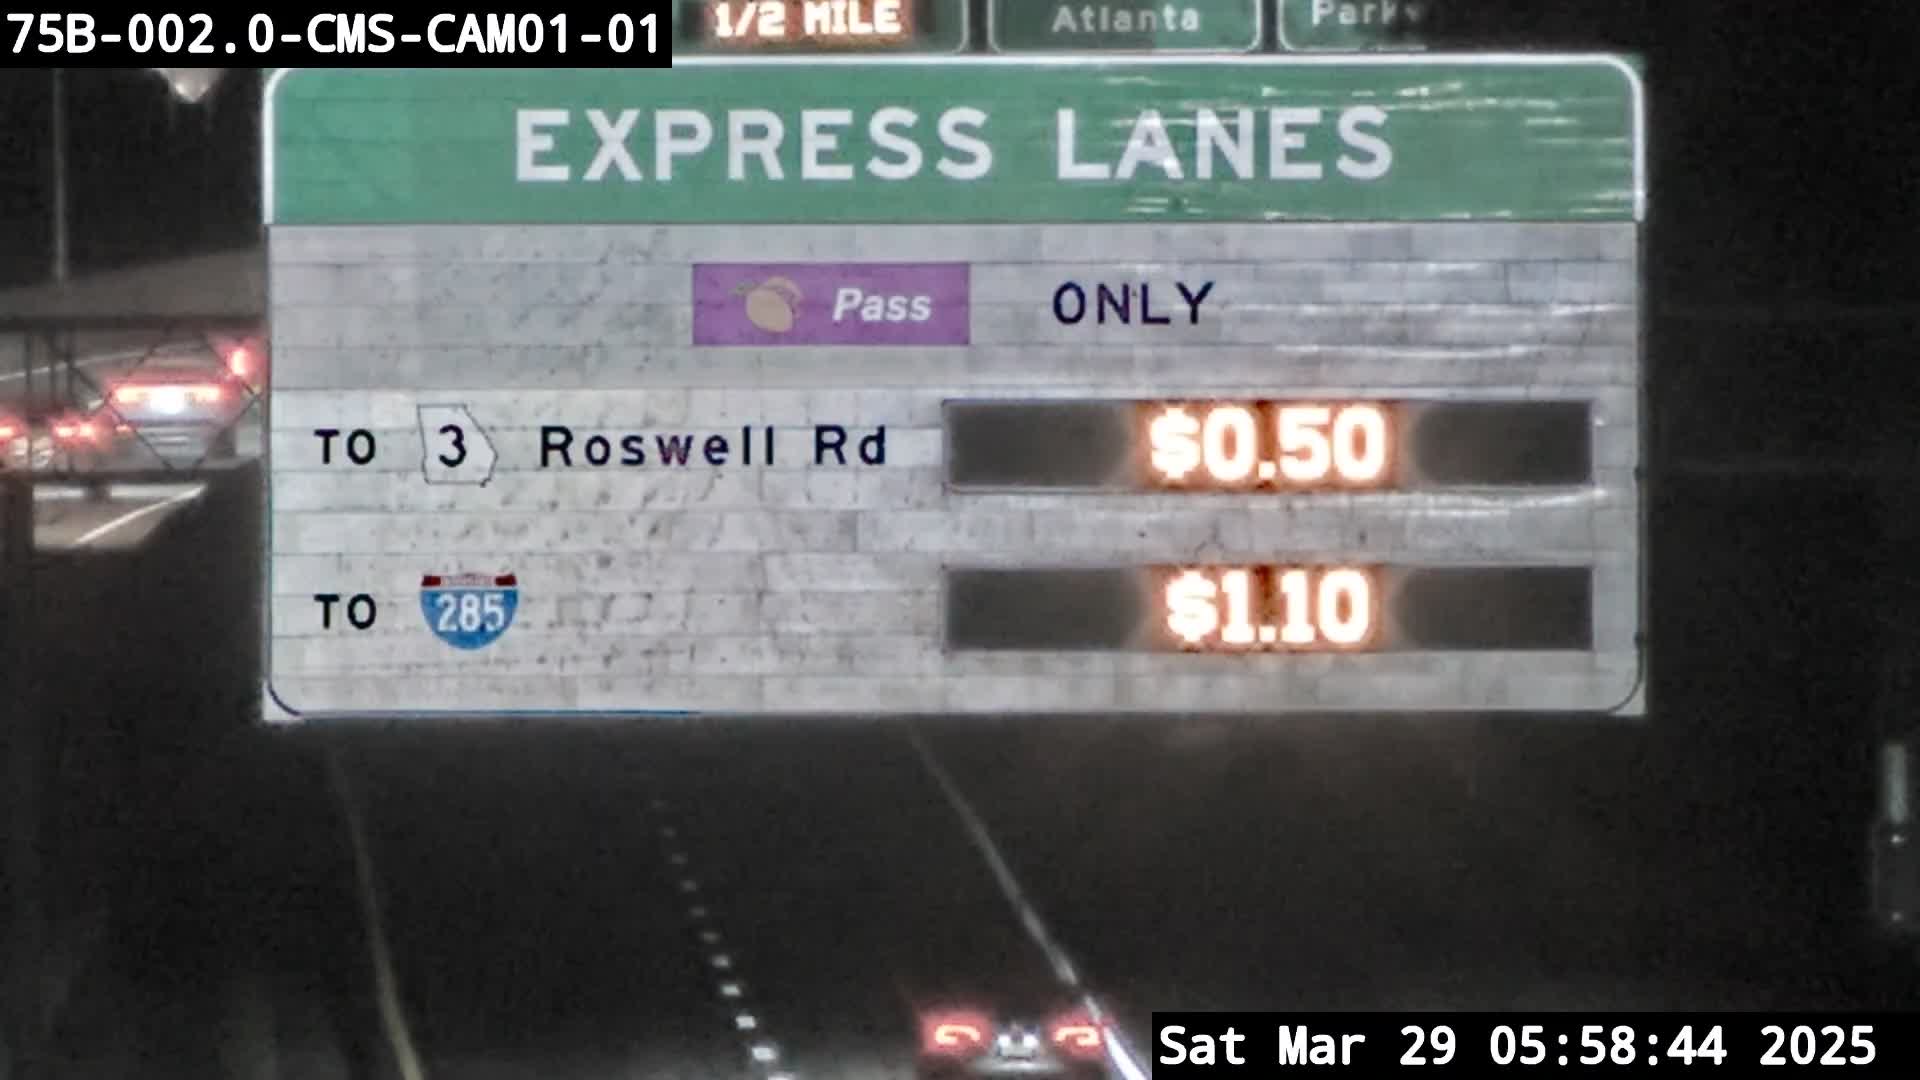 75B-002.0-CMS-CAM01-01
1/2 MILE
Atlanta
EXPRESS LANES
Pass ONLY
TO 3 Roswell Rd $0.50
TO 285 $1.10
Sat Mar 29 05:58:44 2025